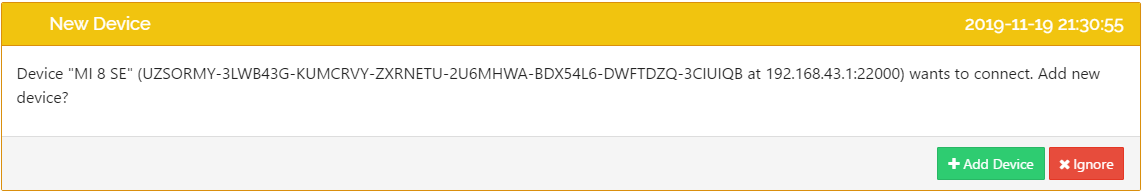 New Device 2019-11-19 21:30:55
Device "MI 8 SE" (UZSORMY-3LWB43G-KUMCRVY-ZXRNETU-2U6MHWA-BDX54L6-DWFTDZQ-3CIUIQB at 192.168.43.1:22000) wants to connect. Add new
device?
Add Device Ignore